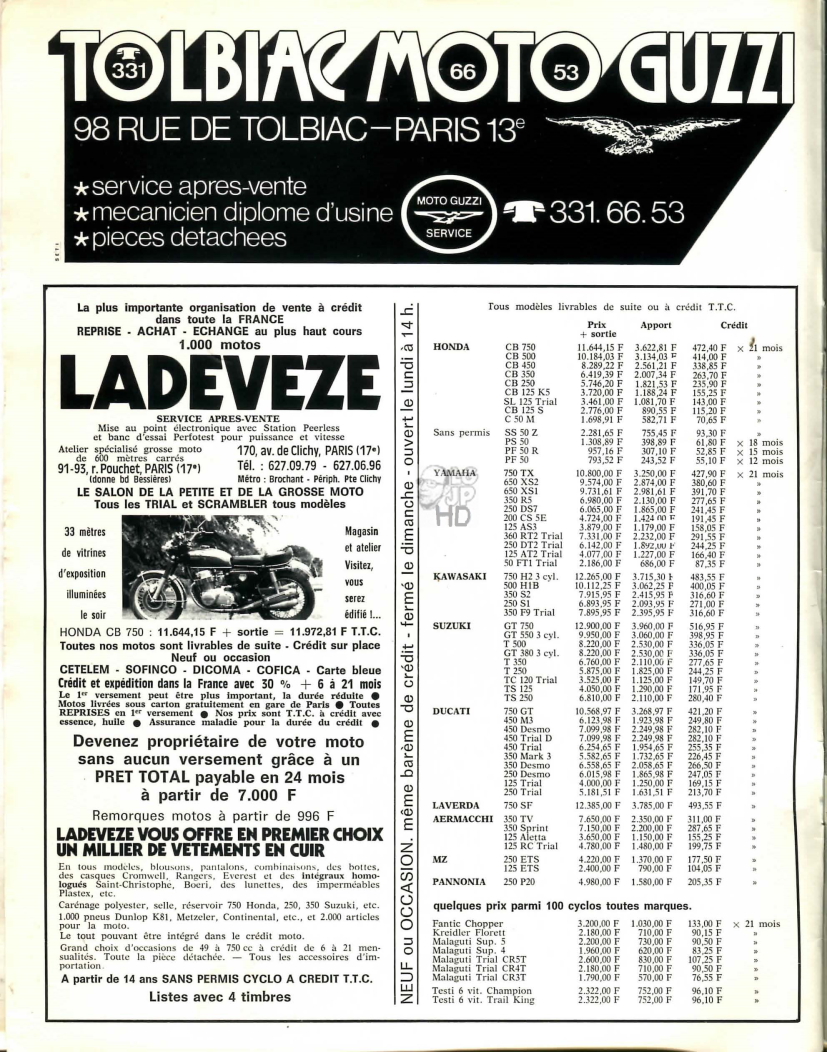 TOLBIAC MOTO GUZZI
331 66 53
98 RUE DE TOLBIAC-PARIS 13e
* service apres-vente
* mecanicien diplome d'usine
* pieces detachees
MOTO GUZZI
SERVICE
331.66.53
La plus importante organisation de vente à crédit
dans toute la FRANCE
REPRISE - ACHAT - ECHANGE au plus haut cours
1.000 motos
LADEVEZE
SERVICE APRES-VENTE
Mise au point électronique avec Station Peerless
et banc d'essai Perfotest pour puissance et vitesse
Atelier spécialisé grosse moto
de 600 mètres carrés
91-93, r. Pouchet, PARIS (17e)
(donne bd Bessières)
170, av. de Clichy, PARIS (17e)
Tél. : 627.09.79 - 627.06.96
Métro : Brochant - Périph. Pte Clichy
LE SALON DE LA PETITE ET DE LA GROSSE MOTO
Tous les TRIAL et SCRAMBLER tous modèles
33 mètres
de vitrines
d'exposition
illuminées
le soir
Magasin
et atelier
Visitez,
vous
serez
édifié !...
HONDA CB 750 : 11.644,15 F + sortie = 11.972,81 F T.T.C.
Toutes nos motos sont livrables de suite - Crédit sur place
Neuf ou occasion
CETELEM - SOFINCO - DICOMA - COFICA - Carte bleue
Crédit et expédition dans la France avec 30 % + 6 à 21 mois
Le 1er versement peut être plus important, la durée réduite ●
Motos livrées sous carton gratuitement en gare de Paris ● Toutes
REPRISES en 1er versement ● Nos prix sont T.T.C. à crédit avec
essence, huile ● Assurance maladie pour la durée du crédit ●
Devenez propriétaire de votre moto
sans aucun versement grâce à un
PRET TOTAL payable en 24 mois
à partir de 7.000 F
Remorques motos à partir de 996 F
LADEVEZE VOUS OFFRE EN PREMIER CHOIX
UN MILLIER DE VETEMENTS EN CUIR
En tous modèles, blousons, pantalons, combinaisons, des bottes,
des casques Cromwell, Rangers, Everest et des intégraux homo-
logués Saint-Christophe, Boeri, des lunettes, des imperméables
Plastex, etc.
Carénage polyester, selle, réservoir 750 Honda, 250, 350 Suzuki, etc.
1.000 pneus Dunlop K81, Metzeler, Continental, etc., et 2.000 articles
pour la moto.
Le tout pouvant être intégré dans le crédit moto.
Grand choix d'occasions de 49 à 750 cc à crédit de 6 à 21 men-
sualités. Toute la pièce détachée. — Tous les accessoires d'im-
portation.
A partir de 14 ans SANS PERMIS CYCLO A CREDIT T.T.C.
Listes avec 4 timbres
NEUF ou OCCASION, même barème de crédit - fermé le dimanche - ouvert le lundi à 14 h.
Tous modèles livrables de suite ou à crédit T.T.C.
Prix + sortie Apport Crédit
HONDA CB 750 11.644,15 F 3.622,81 F 472,40 F × 21 mois
CB 500 10.184,03 F 3.134,03 F 414,00 F »
CB 450 8.289,22 F 2.561,21 F 338,85 F »
CB 350 6.419,39 F 2.007,34 F 263,70 F »
CB 250 5.746,20 F 1.821,53 F 235,90 F »
CB 125 K5 3.720,00 F 1.188,24 F 155,25 F »
SL 125 Trial 3.461,00 F 1.081,70 F 143,00 F »
CB 125 S 2.776,00 F 890,55 F 115,20 F »
C 50 M 1.698,91 F 582,71 F 70,65 F »
Sans permis SS 50 Z 2.281,65 F 755,45 F 93,30 F »
PS 50 1.308,89 F 398,89 F 61,80 F × 18 mois
PF 50 R 957,16 F 307,10 F 52,85 F × 15 mois
PF 50 793,52 F 243,52 F 55,10 F × 12 mois
YAMAHA 750 TX 10.800,00 F 3.250,00 F 427,90 F × 21 mois
650 XS2 9.574,00 F 2.874,00 F 380,60 F »
650 XS1 9.731,61 F 2.981,61 F 391,70 F »
350 R5 6.980,00 F 2.130,00 F 277,65 F »
250 DS7 6.065,00 F 1.865,00 F 241,45 F »
200 CS 5E 4.724,00 F 1.424,00 F 191,45 F »
125 AS3 3.879,00 F 1.179,00 F 158,05 F »
360 RT2 Trial 7.331,00 F 2.232,00 F 291,55 F »
250 DT2 Trial 6.142,00 F 1.892,00 F 244,25 F »
125 AT2 Trial 4.077,00 F 1.227,00 F 166,40 F »
50 FT1 Trial 2.186,00 F 686,00 F 87,35 F »
KAWASAKI 750 H2 3 cyl. 12.265,00 F 3.715,30 F 483,55 F »
500 H1B 10.112,25 F 3.062,25 F 400,05 F »
350 S2 7.915,95 F 2.415,95 F 316,60 F »
250 S1 6.893,95 F 2.093,95 F 271,00 F »
350 F9 Trial 7.895,95 F 2.395,95 F 316,60 F »
SUZUKI GT 750 12.900,00 F 3.960,00 F 516,95 F »
GT 550 3 cyl. 9.950,00 F 3.060,00 F 398,95 F »
T 500 8.220,00 F 2.530,00 F 336,05 F »
GT 380 3 cyl. 8.220,00 F 2.530,00 F 336,05 F »
T 350 6.760,00 F 2.110,00 F 277,65 F »
T 250 5.875,00 F 1.825,00 F 244,25 F »
TC 120 Trial 3.525,00 F 1.125,00 F 149,70 F »
TS 125 4.050,00 F 1.290,00 F 171,95 F »
TS 250 6.810,00 F 2.110,00 F 280,40 F »
DUCATI 750 GT 10.568,97 F 3.268,97 F 421,20 F »
450 M3 6.123,98 F 1.923,98 F 249,80 F »
450 Desmo 7.099,98 F 2.249,98 F 282,10 F »
450 Trial D 7.099,98 F 2.249,98 F 282,10 F »
450 Trial 6.254,65 F 1.954,65 F 255,35 F »
350 Mark 3 5.582,65 F 1.732,65 F 226,45 F »
350 Desmo 6.558,65 F 2.058,65 F 266,50 F »
250 Desmo 6.015,98 F 1.865,98 F 247,05 F »
125 Trial 4.000,00 F 1.250,00 F 169,15 F »
250 Trial 5.181,51 F 1.631,51 F 213,70 F »
LAVERDA 750 SF 12.385,00 F 3.785,00 F 493,55 F »
AERMACCHI 350 TV 7.650,00 F 2.350,00 F 311,00 F »
350 Sprint 7.150,00 F 2.200,00 F 287,65 F »
125 Aletta 3.650,00 F 1.150,00 F 155,25 F »
125 RC Trial 4.780,00 F 1.480,00 F 199,75 F »
MZ 250 ETS 4.220,00 F 1.370,00 F 177,50 F »
125 ETS 2.400,00 F 790,00 F 104,05 F »
PANNONIA 250 P20 4.980,00 F 1.580,00 F 205,35 F »
quelques prix parmi 100 cyclos toutes marques.
Fantic Chopper 3.200,00 F 1.030,00 F 133,00 F × 21 mois
Kreidler Florett 2.180,00 F 710,00 F 90,15 F »
Malaguti Sup. 5 2.200,00 F 730,00 F 90,50 F »
Malaguti Sup. 4 1.960,00 F 620,00 F 83,25 F »
Malaguti Trial CR5T 2.600,00 F 830,00 F 107,25 F »
Malaguti Trial CR4T 2.180,00 F 710,00 F 90,50 F »
Malaguti Trial CR3T 1.790,00 F 570,00 F 76,55 F »
Testi 6 vit. Champion 2.322,00 F 752,00 F 96,10 F »
Testi 6 vit. Trail King 2.322,00 F 752,00 F 96,10 F »